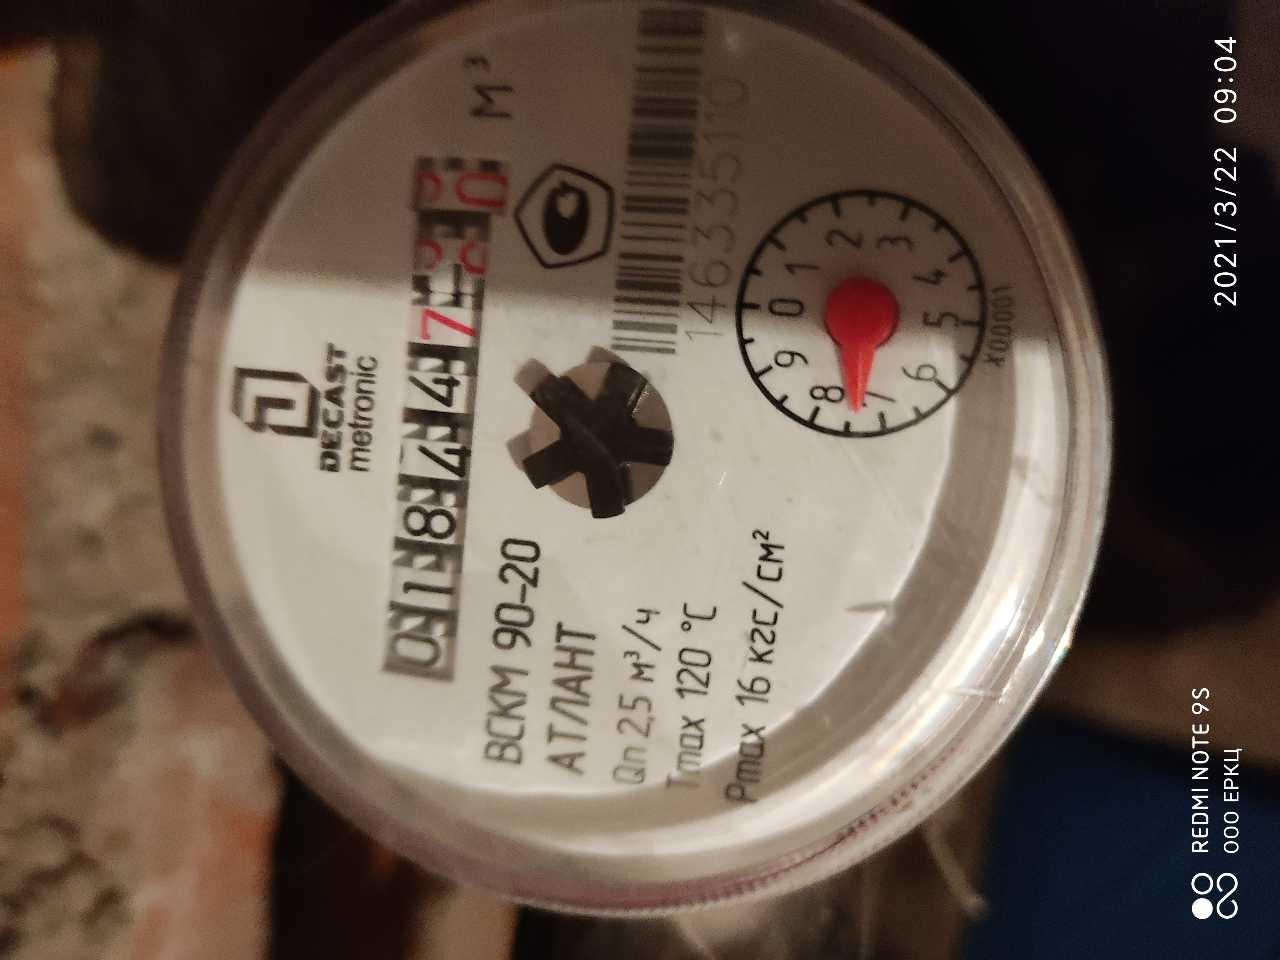 DECAST
metronic
018447 м³
ВСКМ 90-20
АТЛАНТ
Qn 2,5 м³/ч
Tmax 120 °C
Pmax 16 кгс/см²
146335110
0 1 2 3 4 5 6 7 8 9
X0.0001
REDMI NOTE 9S
ООО ЕРКЦ
2021/3/22 09:04